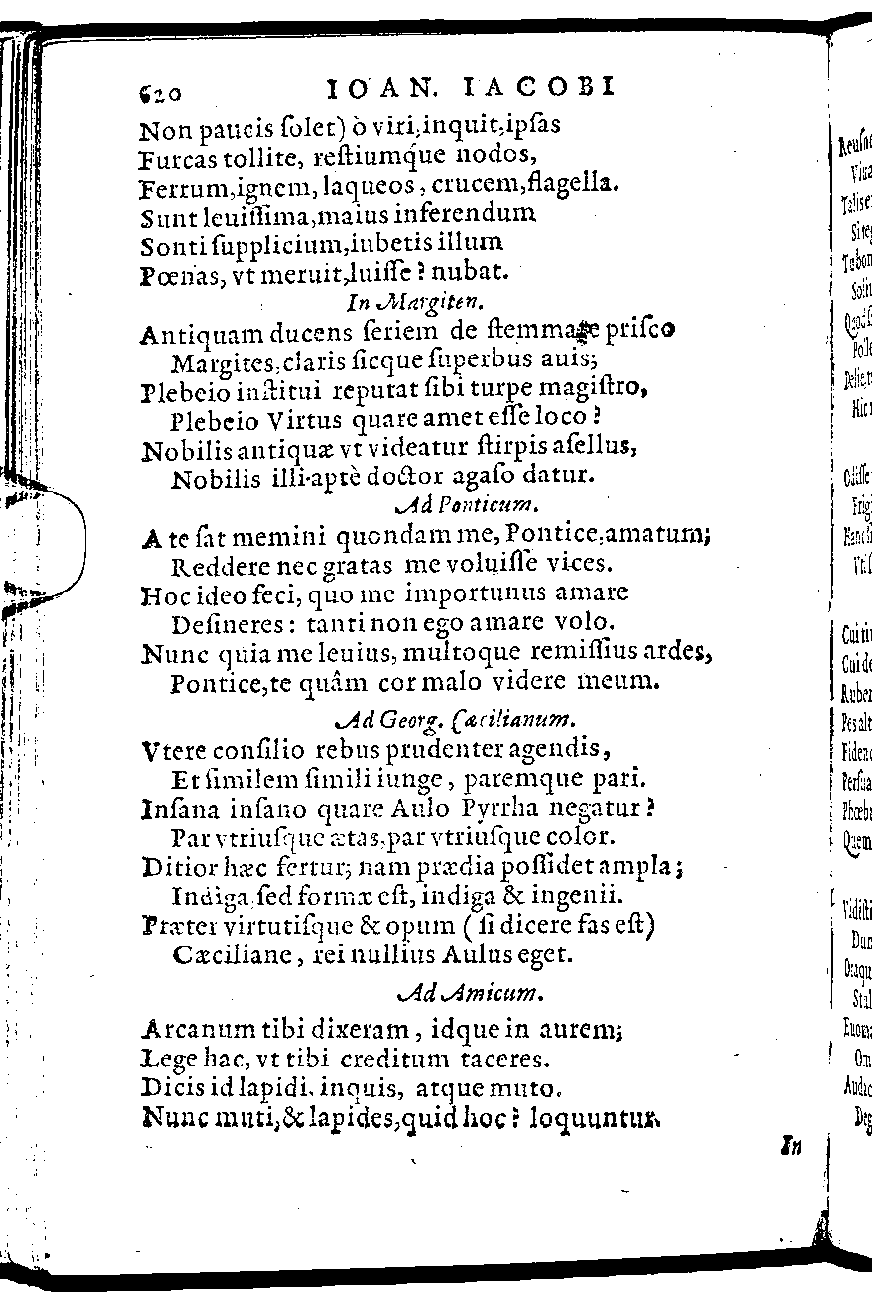 620 IOAN. IACOBI
Non paucis ſolet) ò viri, inquit, ipſas
Furcas tollite, reſtiumq́ue nodos,
Ferrum, ignem, laqueos, crucem, flagella.
Sunt leuiſſima, maius inferendum
Sonti ſupplicium, iubetis illum
Pœnas, vt meruit, luiſſe? nubat.
In Margiten.
Antiquam ducens ſeriem de ſtemmate priſco
Margites, claris ſicque ſuperbus auis;
Plebeio inſtitui reputat ſibi turpe magiſtro,
Plebeio Virtus quare amet eſſe loco?
Nobilis antiquæ vt videatur ſtirpis aſellus,
Nobilis illi aptè doctor agaſo datur.
Ad Ponticum.
A te ſat memini quondam me, Pontice, amatum;
Reddere nec gratas me voluiſſe vices.
Hoc ideo feci, quo me importunus amare
Deſineres: tanti non ego amare volo.
Nunc quia me leuius, multoque remiſſius ardes,
Pontice, te quâm cor malo videre meum.
Ad Georg. Cæcilianum.
Vtere conſilio rebus prudenter agendis,
Et ſimilem ſimili iunge, paremque pari.
Inſana inſano quare Aulo Pyrrha negatur?
Par vtriuſque ætas, par vtriuſque color.
Ditior hæc fertur; nam prædia poſſidet ampla;
Indiga ſed formæ eſt, indiga & ingenii.
Præter virtutiſque & opum (ſi dicere fas eſt)
Cæciliane, rei nullius Aulus eget.
Ad Amicum.
Arcanum tibi dixeram, idque in aurem;
Lege hac, vt tibi creditum taceres.
Dicis id lapidi, inquis, atque muto.
Nunc muti, & lapides, quid hoc? loquuntur.
In